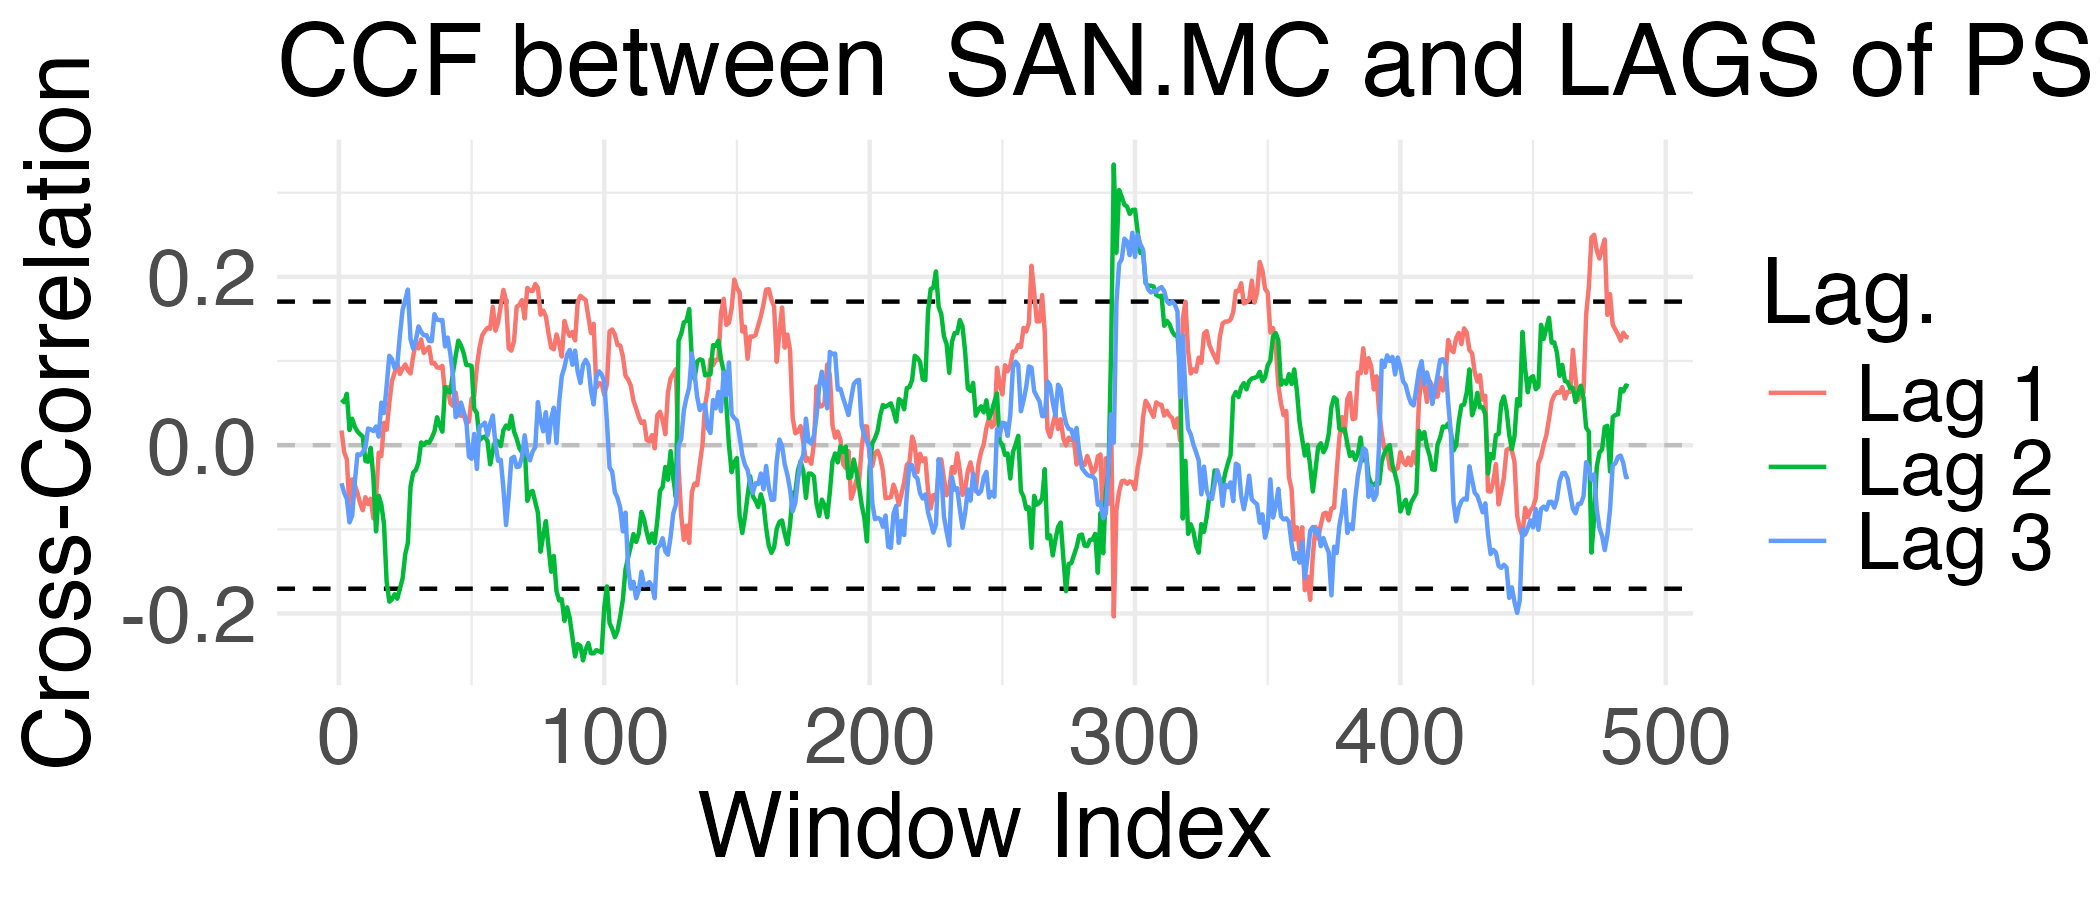 CCF between  SAN.MC and LAGS of PS
Cross-Correlation
0.2
0.0
-0.2
0 100 200 300 400 500
Window Index
Lag.
Lag 1
Lag 2
Lag 3